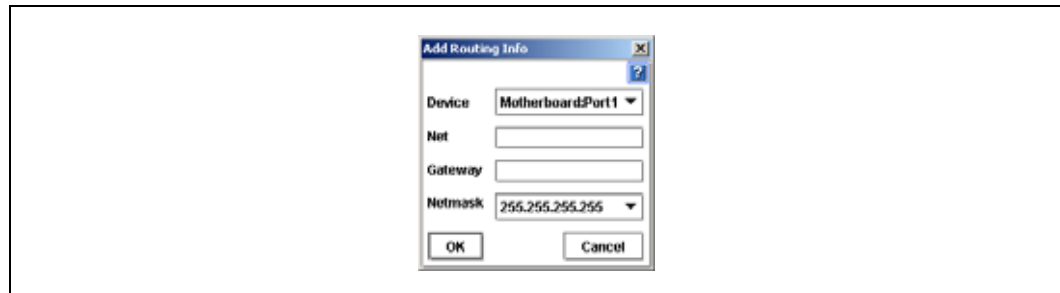 Add Routing Info
?
Device Motherboard:Port1
Net
Gateway
Netmask 255.255.255.255
OK Cancel